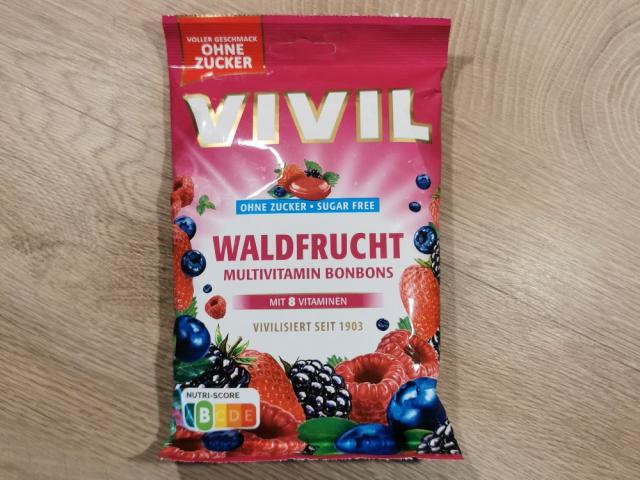 VOLLER GESCHMACK
OHNE
ZUCKER
VIVIL
OHNE ZUCKER • SUGAR FREE
WALDFRUCHT
MULTIVITAMIN BONBONS
MIT 8 VITAMINEN
VIVILISIERT SEIT 1903
NUTRI-SCORE
A B C D E